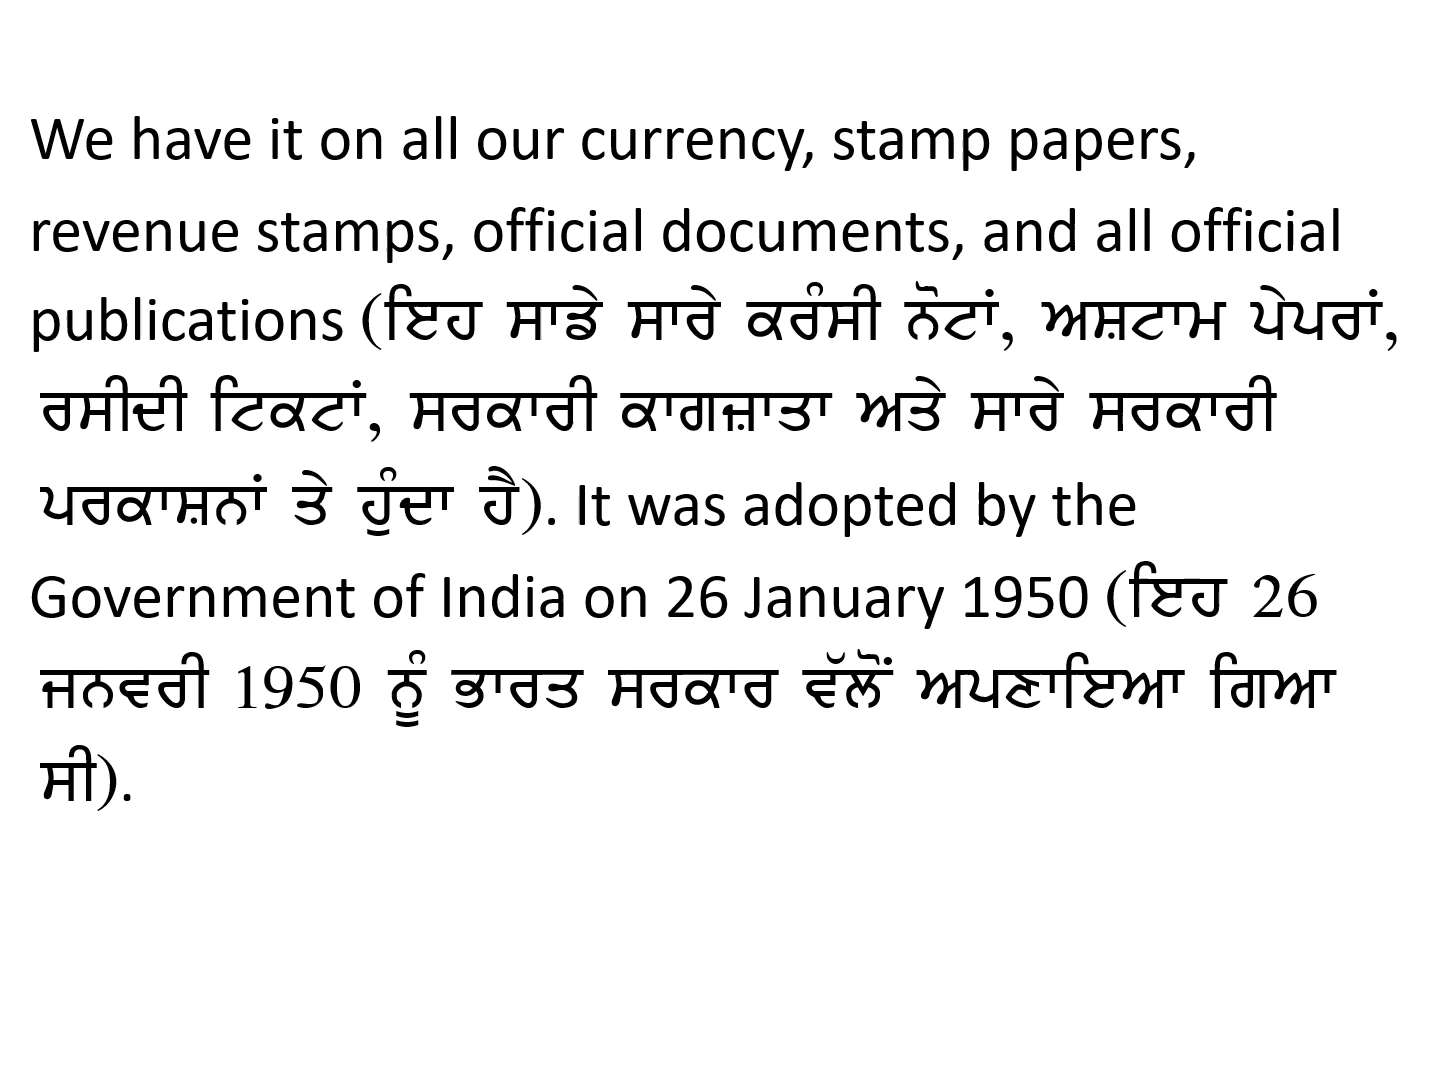 We have it on all our currency, stamp papers,
revenue stamps, official documents, and all official
publications (ਇਹ ਸਾਡੇ ਸਾਰੇ ਕਰੰਸੀ ਨੋਟਾਂ, ਅਸ਼ਟਾਮ ਪੇਪਰਾਂ,
ਰਸੀਦੀ ਟਿਕਟਾਂ, ਸਰਕਾਰੀ ਕਾਗਜ਼ਾਤਾ ਅਤੇ ਸਾਰੇ ਸਰਕਾਰੀ
ਪਰਕਾਸ਼ਨਾਂ ਤੇ ਹੁੰਦਾ ਹੈ). It was adopted by the
Government of India on 26 January 1950 (ਇਹ 26
ਜਨਵਰੀ 1950 ਨੂੰ ਭਾਰਤ ਸਰਕਾਰ ਵੱਲੋਂ ਅਪਣਾਇਆ ਗਿਆ
ਸੀ).